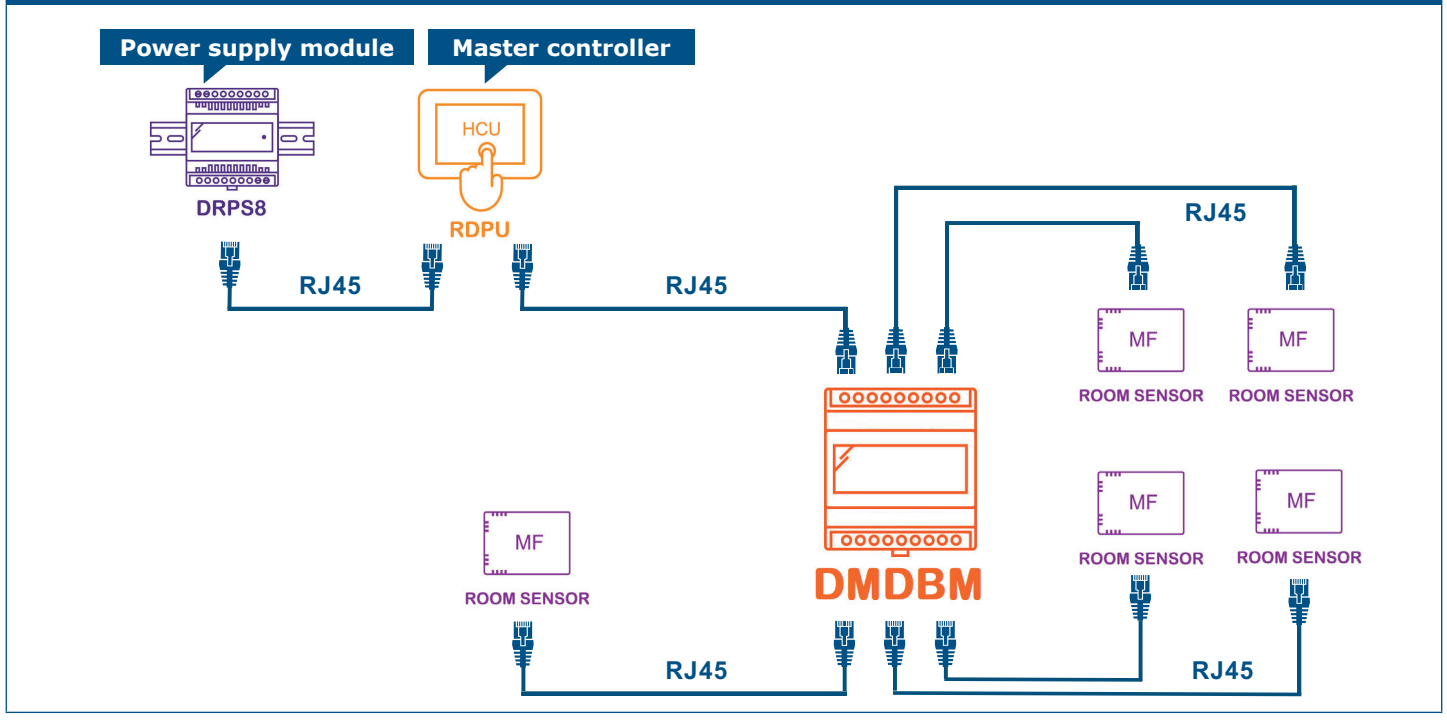 Power supply module
Master controller
HCU
DRPS8
RDPU
RJ45
RJ45
RJ45
MF
MF
ROOM SENSOR
ROOM SENSOR
MF
MF
MF
ROOM SENSOR
ROOM SENSOR
DMDBM
ROOM SENSOR
RJ45
RJ45